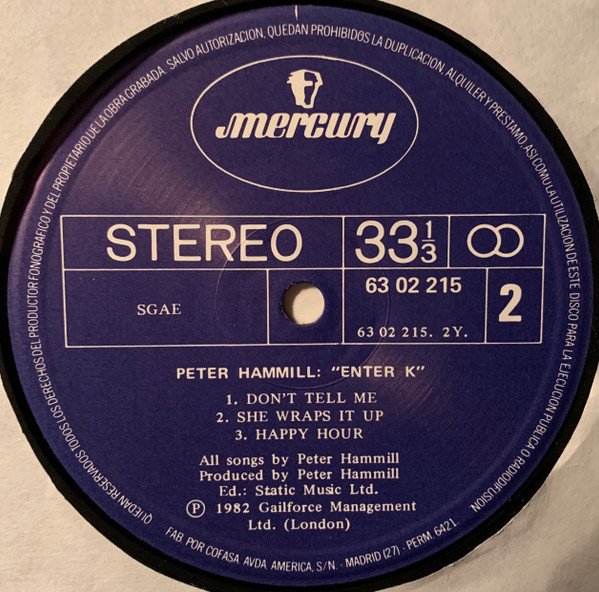 QUEDAN RESERVADOS TODOS LOS DERECHOS DEL PRODUCTOR FONOGRAFICO Y DEL PROPIETARIO DE LA OBRA GRABADA. SALVO AUTORIZACION, QUEDAN PROHIBIDOS LA DUPLICACION, ALQUILER Y PRESTAMO, ASI COMO LA UTILIZACION DE ESTE DISCO PARA LA EJECUCION PUBLICA O RADIODIFUSION
mercury
STEREO 33 1/3
63 02 215
SGAE
2
63 02 215. 2Y.
PETER HAMMILL: "ENTER K"
1. DON'T TELL ME
2. SHE WRAPS IT UP
3. HAPPY HOUR
All songs by Peter Hammill
Produced by Peter Hammill
Ed.: Static Music Ltd.
Ⓟ 1982 Gailforce Management
Ltd. (London)
FAB. POR COFASA. AVDA. AMERICA, S/N. - MADRID (27) - PERM. 6421.